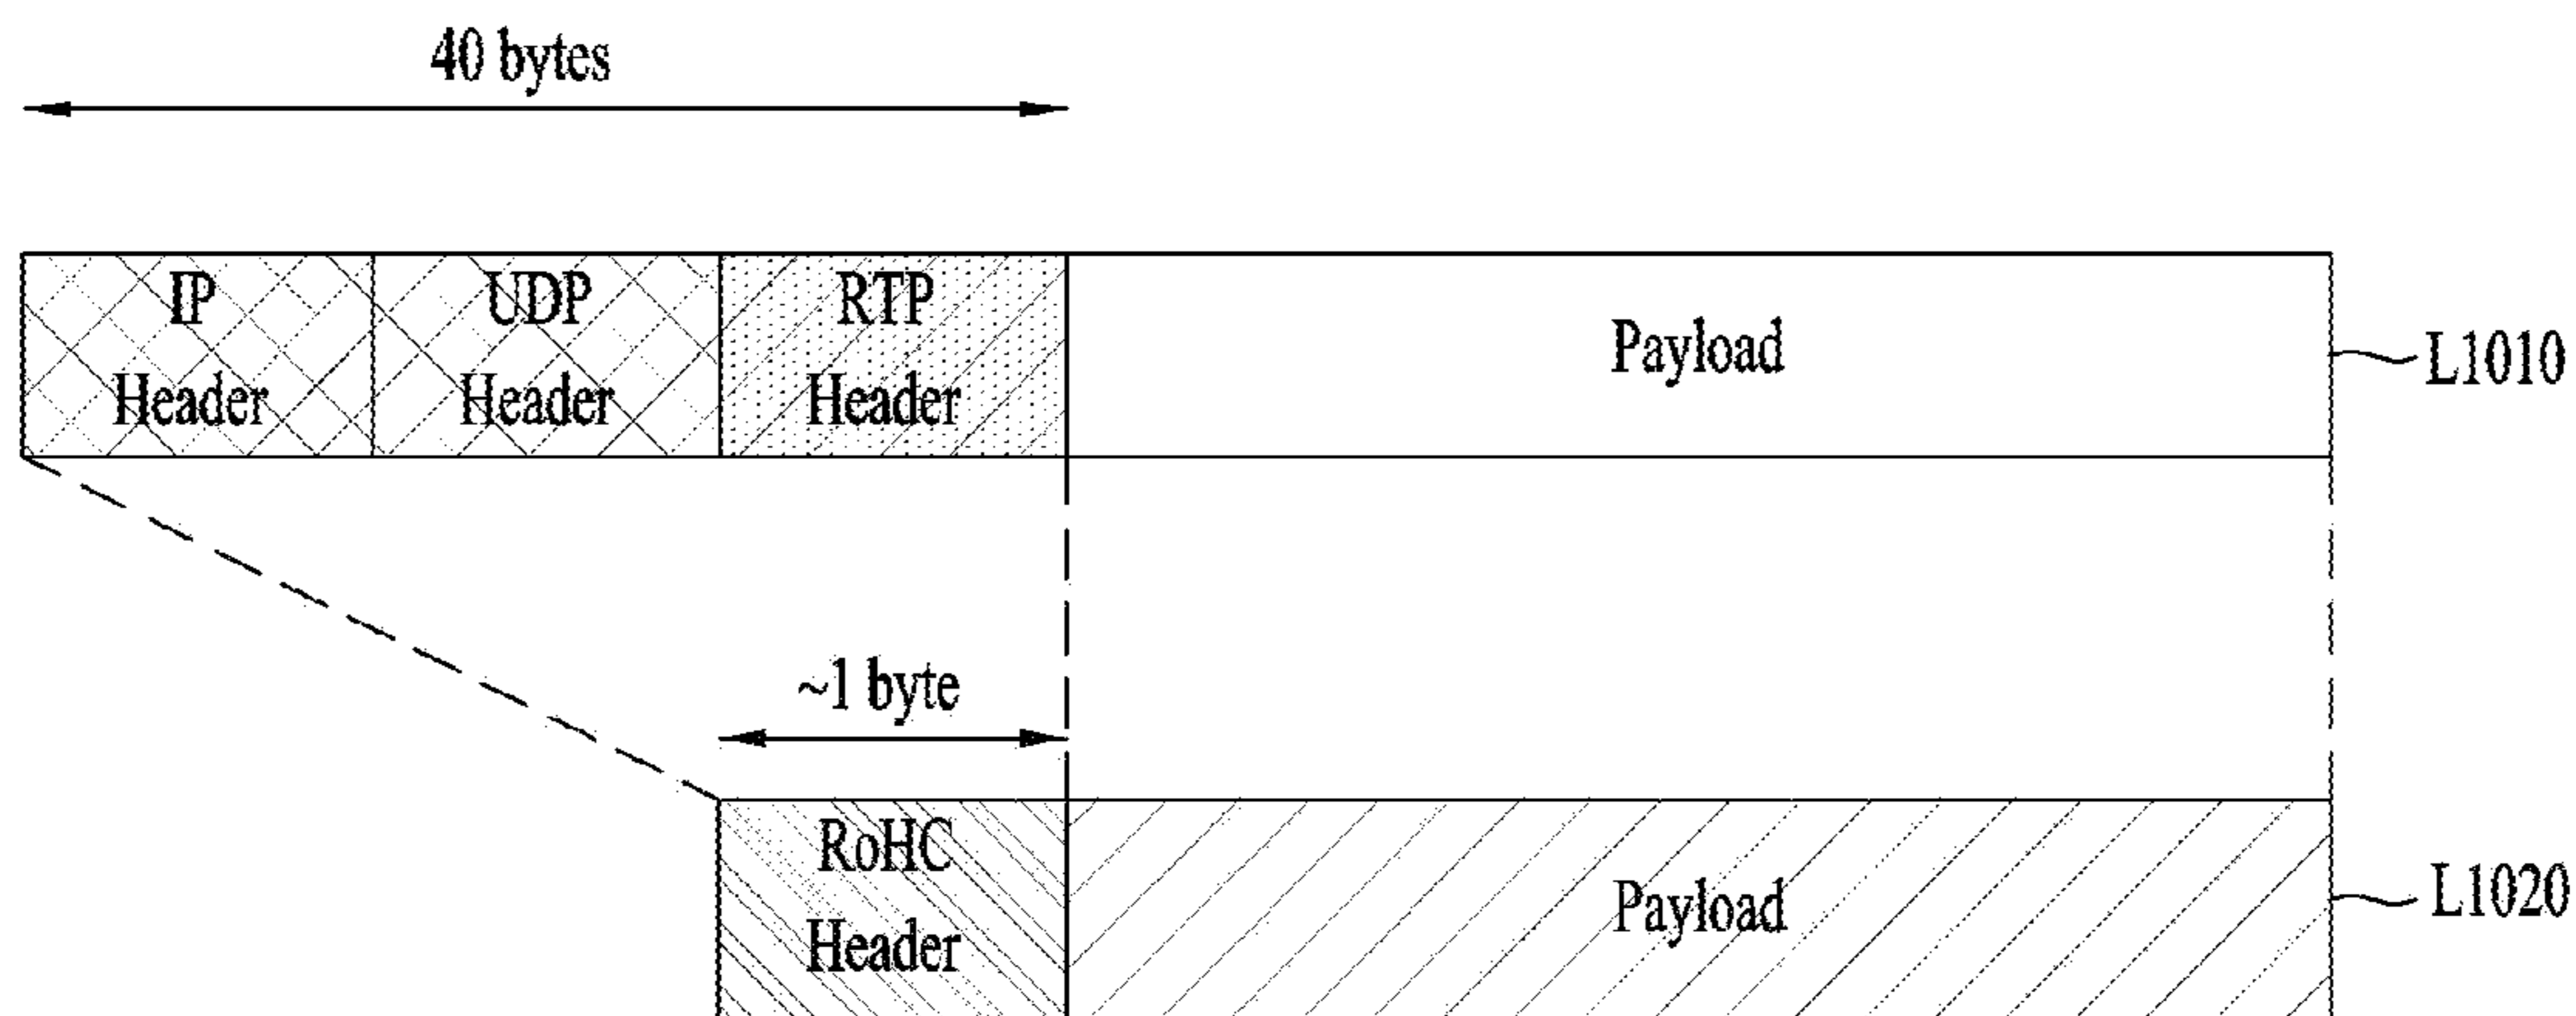 40 bytes
IP Header
UDP Header
RTP Header
Payload
L1010
~1 byte
RoHC Header
Payload
L1020